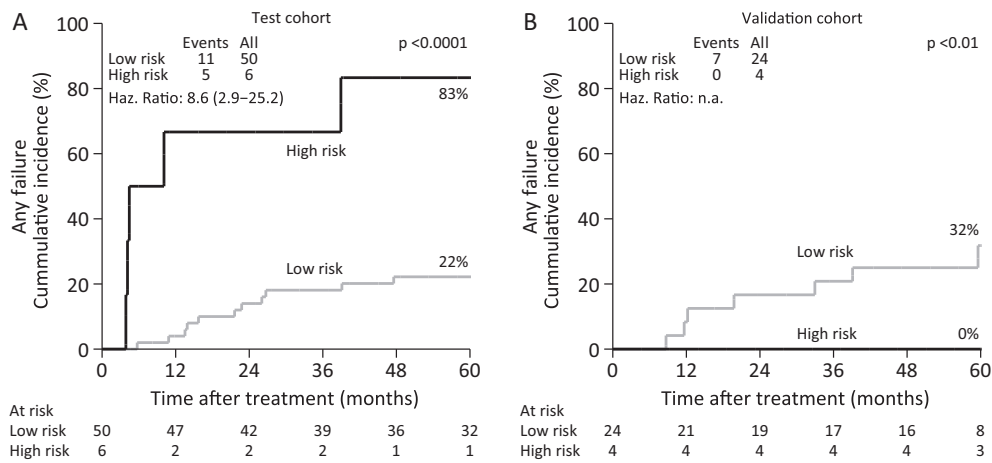 A
Test cohort
Any failure
Cummulative incidence (%)
100
80
60
40
20
0
Events All
Low risk 11 50
High risk 5 6
Haz. Ratio: 8.6 (2.9–25.2)
p <0.0001
83%
High risk
Low risk
22%
0 12 24 36 48 60
Time after treatment (months)
At risk
Low risk 50 47 42 39 36 32
High risk 6 2 2 2 1 1
B
Validation cohort
Any failure
Cummulative incidence (%)
100
80
60
40
20
0
Events All
Low risk 7 24
High risk 0 4
Haz. Ratio: n.a.
p <0.01
32%
Low risk
High risk
0%
0 12 24 36 48 60
Time after treatment (months)
At risk
Low risk 24 21 19 17 16 8
High risk 4 4 4 4 4 3